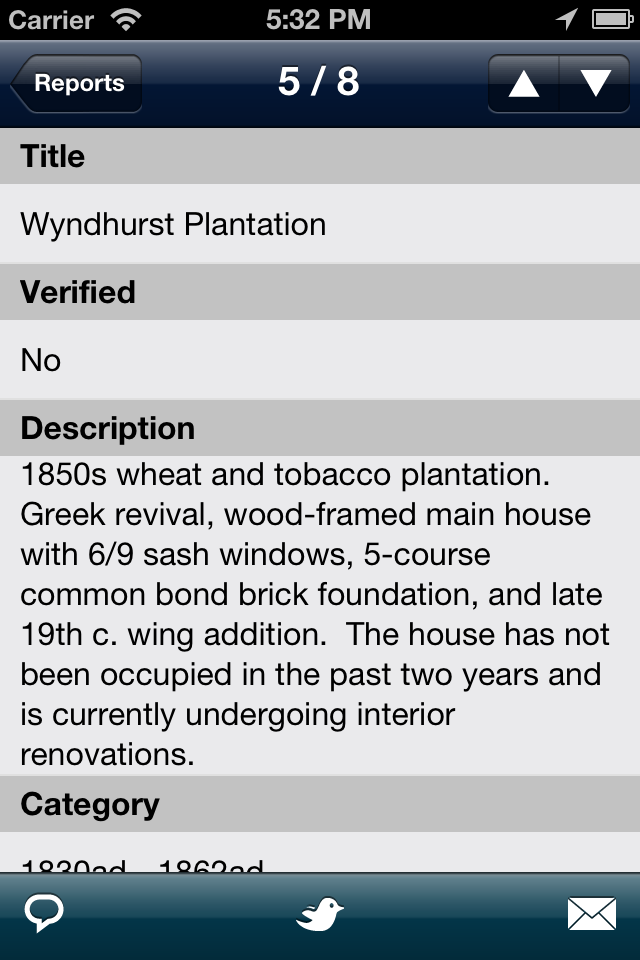 Carrier 5:32 PM
Reports 5 / 8
Title
Wyndhurst Plantation
Verified
No
Description
1850s wheat and tobacco plantation.
Greek revival, wood-framed main house
with 6/9 sash windows, 5-course
common bond brick foundation, and late
19th c. wing addition.  The house has not
been occupied in the past two years and
is currently undergoing interior
renovations.
Category
1830ad - 1862ad